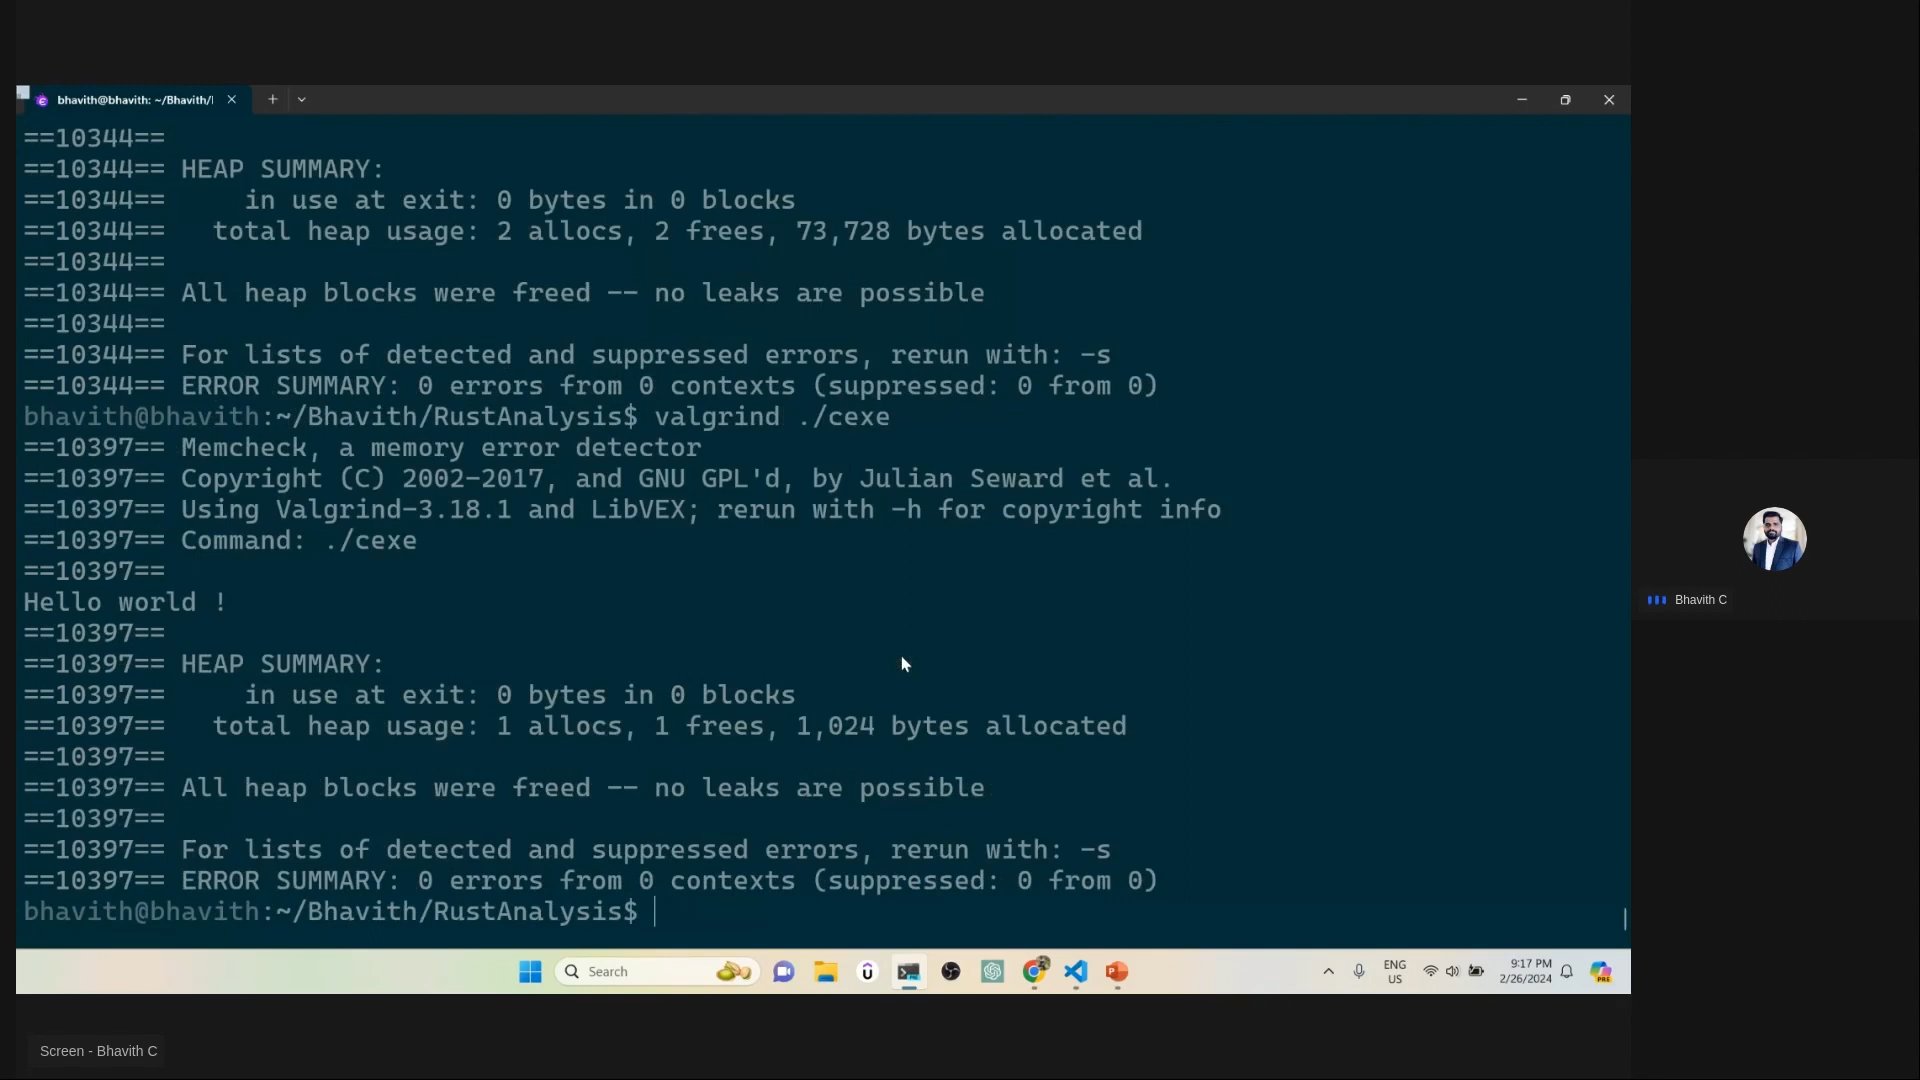 bhavith@bhavith: ~/Bhavith/
==10344==
==10344== HEAP SUMMARY:
==10344==     in use at exit: 0 bytes in 0 blocks
==10344==   total heap usage: 2 allocs, 2 frees, 73,728 bytes allocated
==10344==
==10344== All heap blocks were freed -- no leaks are possible
==10344==
==10344== For lists of detected and suppressed errors, rerun with: -s
==10344== ERROR SUMMARY: 0 errors from 0 contexts (suppressed: 0 from 0)
bhavith@bhavith:~/Bhavith/RustAnalysis$ valgrind ./cexe
==10397== Memcheck, a memory error detector
==10397== Copyright (C) 2002-2017, and GNU GPL'd, by Julian Seward et al.
==10397== Using Valgrind-3.18.1 and LibVEX; rerun with -h for copyright info
==10397== Command: ./cexe
==10397==
Hello world !
==10397==
==10397== HEAP SUMMARY:
==10397==     in use at exit: 0 bytes in 0 blocks
==10397==   total heap usage: 1 allocs, 1 frees, 1,024 bytes allocated
==10397==
==10397== All heap blocks were freed -- no leaks are possible
==10397==
==10397== For lists of detected and suppressed errors, rerun with: -s
==10397== ERROR SUMMARY: 0 errors from 0 contexts (suppressed: 0 from 0)
bhavith@bhavith:~/Bhavith/RustAnalysis$
Bhavith C
Search
ENG
US
9:17 PM
2/26/2024
PRE
Screen - Bhavith C